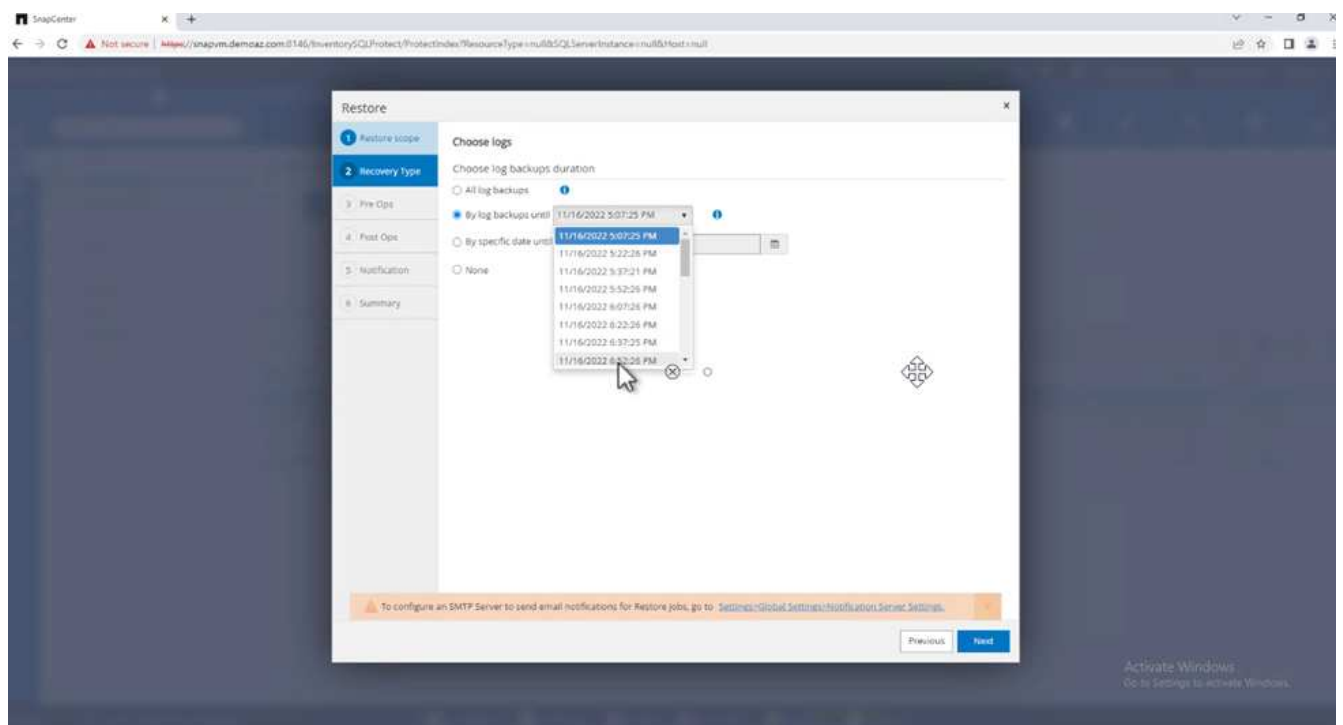 SnapCenter
Not secure | https://snapvm.demoaz.com:8146/InventorySQLProtect/ProtectIndex?ResourceType=null&SQLServerInstance=null&Host=null
Restore
1 Restore scope
2 Recovery Type
3 Pre Ops
4 Post Ops
5 Notification
6 Summary
Choose logs
Choose log backups duration
All log backups
By log backups until 11/16/2022 5:07:25 PM
11/16/2022 5:07:25 PM
By specific date until
11/16/2022 5:22:26 PM
None
11/16/2022 5:37:21 PM
11/16/2022 5:52:26 PM
11/16/2022 6:07:26 PM
11/16/2022 6:22:26 PM
11/16/2022 6:37:25 PM
11/16/2022 6:52:26 PM
To configure an SMTP Server to send email notifications for Restore jobs, go to Settings>Global Settings>Notification Server Settings.
Previous
Next
Activate Windows
Go to Settings to activate Windows.